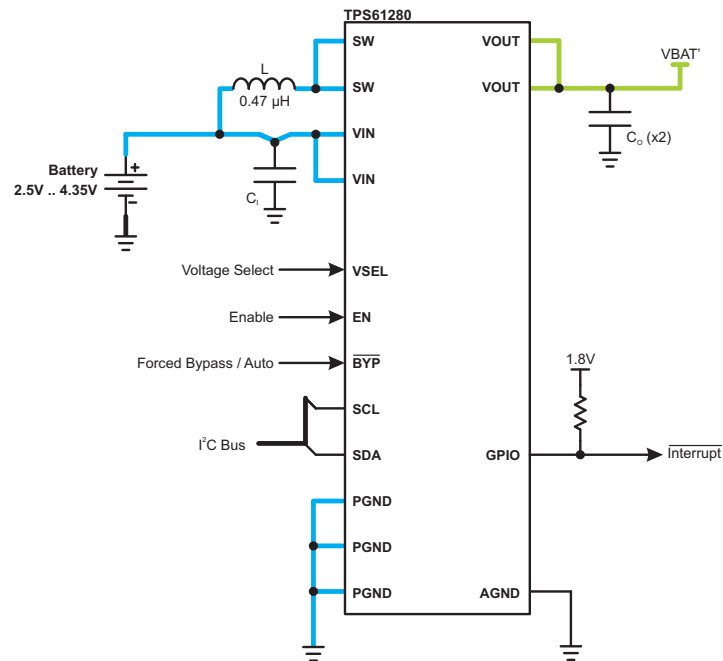 TPS61280
SW
VOUT
VBAT'
L
SW
VOUT
0.47 µH
C₀ (x2)
VIN
Battery
+
2.5V .. 4.35V
-
Cᵢ
VIN
Voltage Select
VSEL
Enable
EN
Forced Bypass / Auto
BYP
1.8V
SCL
I²C Bus
SDA
GPIO
Interrupt
PGND
PGND
PGND
AGND